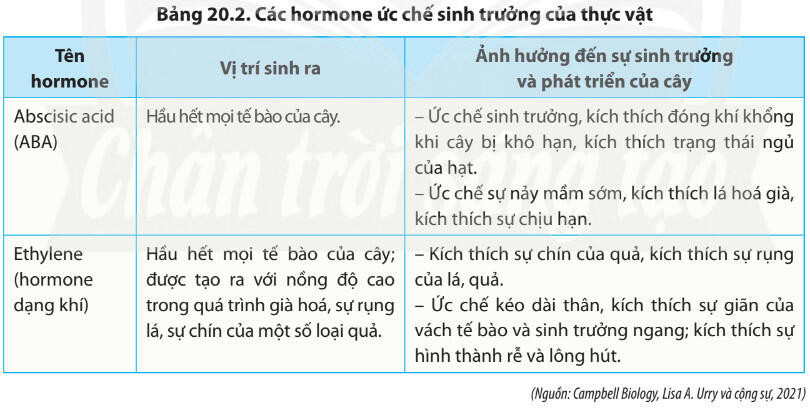 Bảng 20.2. Các hormone ức chế sinh trưởng của thực vật
Tên
hormone
Vị trí sinh ra
Ảnh hưởng đến sự sinh trưởng
và phát triển của cây
Abscisic acid
(ABA)
Hầu hết mọi tế bào của cây.
– Ức chế sinh trưởng, kích thích đóng khí khổng
khi cây bị khô hạn, kích thích trạng thái ngủ
của hạt.
– Ức chế sự nảy mầm sớm, kích thích lá hoá già,
kích thích sự chịu hạn.
Ethylene
(hormone
dạng khí)
Hầu hết mọi tế bào của cây;
được tạo ra với nồng độ cao
trong quá trình già hoá, sự rụng
lá, sự chín của một số loại quả.
– Kích thích sự chín của quả, kích thích sự rụng
của lá, quả.
– Ức chế kéo dài thân, kích thích sự giãn của
vách tế bào và sinh trưởng ngang; kích thích sự
hình thành rễ và lông hút.
(Nguồn: Campbell Biology, Lisa A. Urry và cộng sự, 2021)
Chân trời sáng tạo